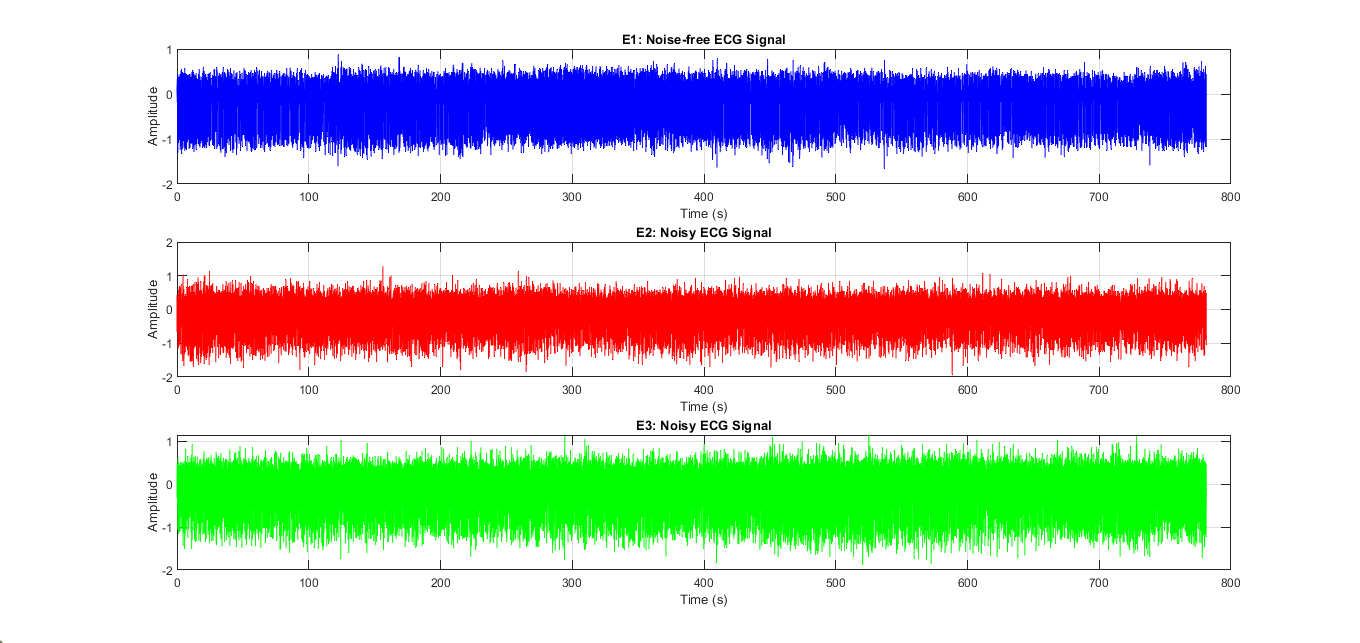 E1: Noise-free ECG Signal
1
0
-1
-2
Amplitude
0 100 200 300 400 500 600 700 800
Time (s)
E2: Noisy ECG Signal
2
1
0
-1
-2
Amplitude
0 100 200 300 400 500 600 700 800
Time (s)
E3: Noisy ECG Signal
1
0
-1
-2
Amplitude
0 100 200 300 400 500 600 700 800
Time (s)